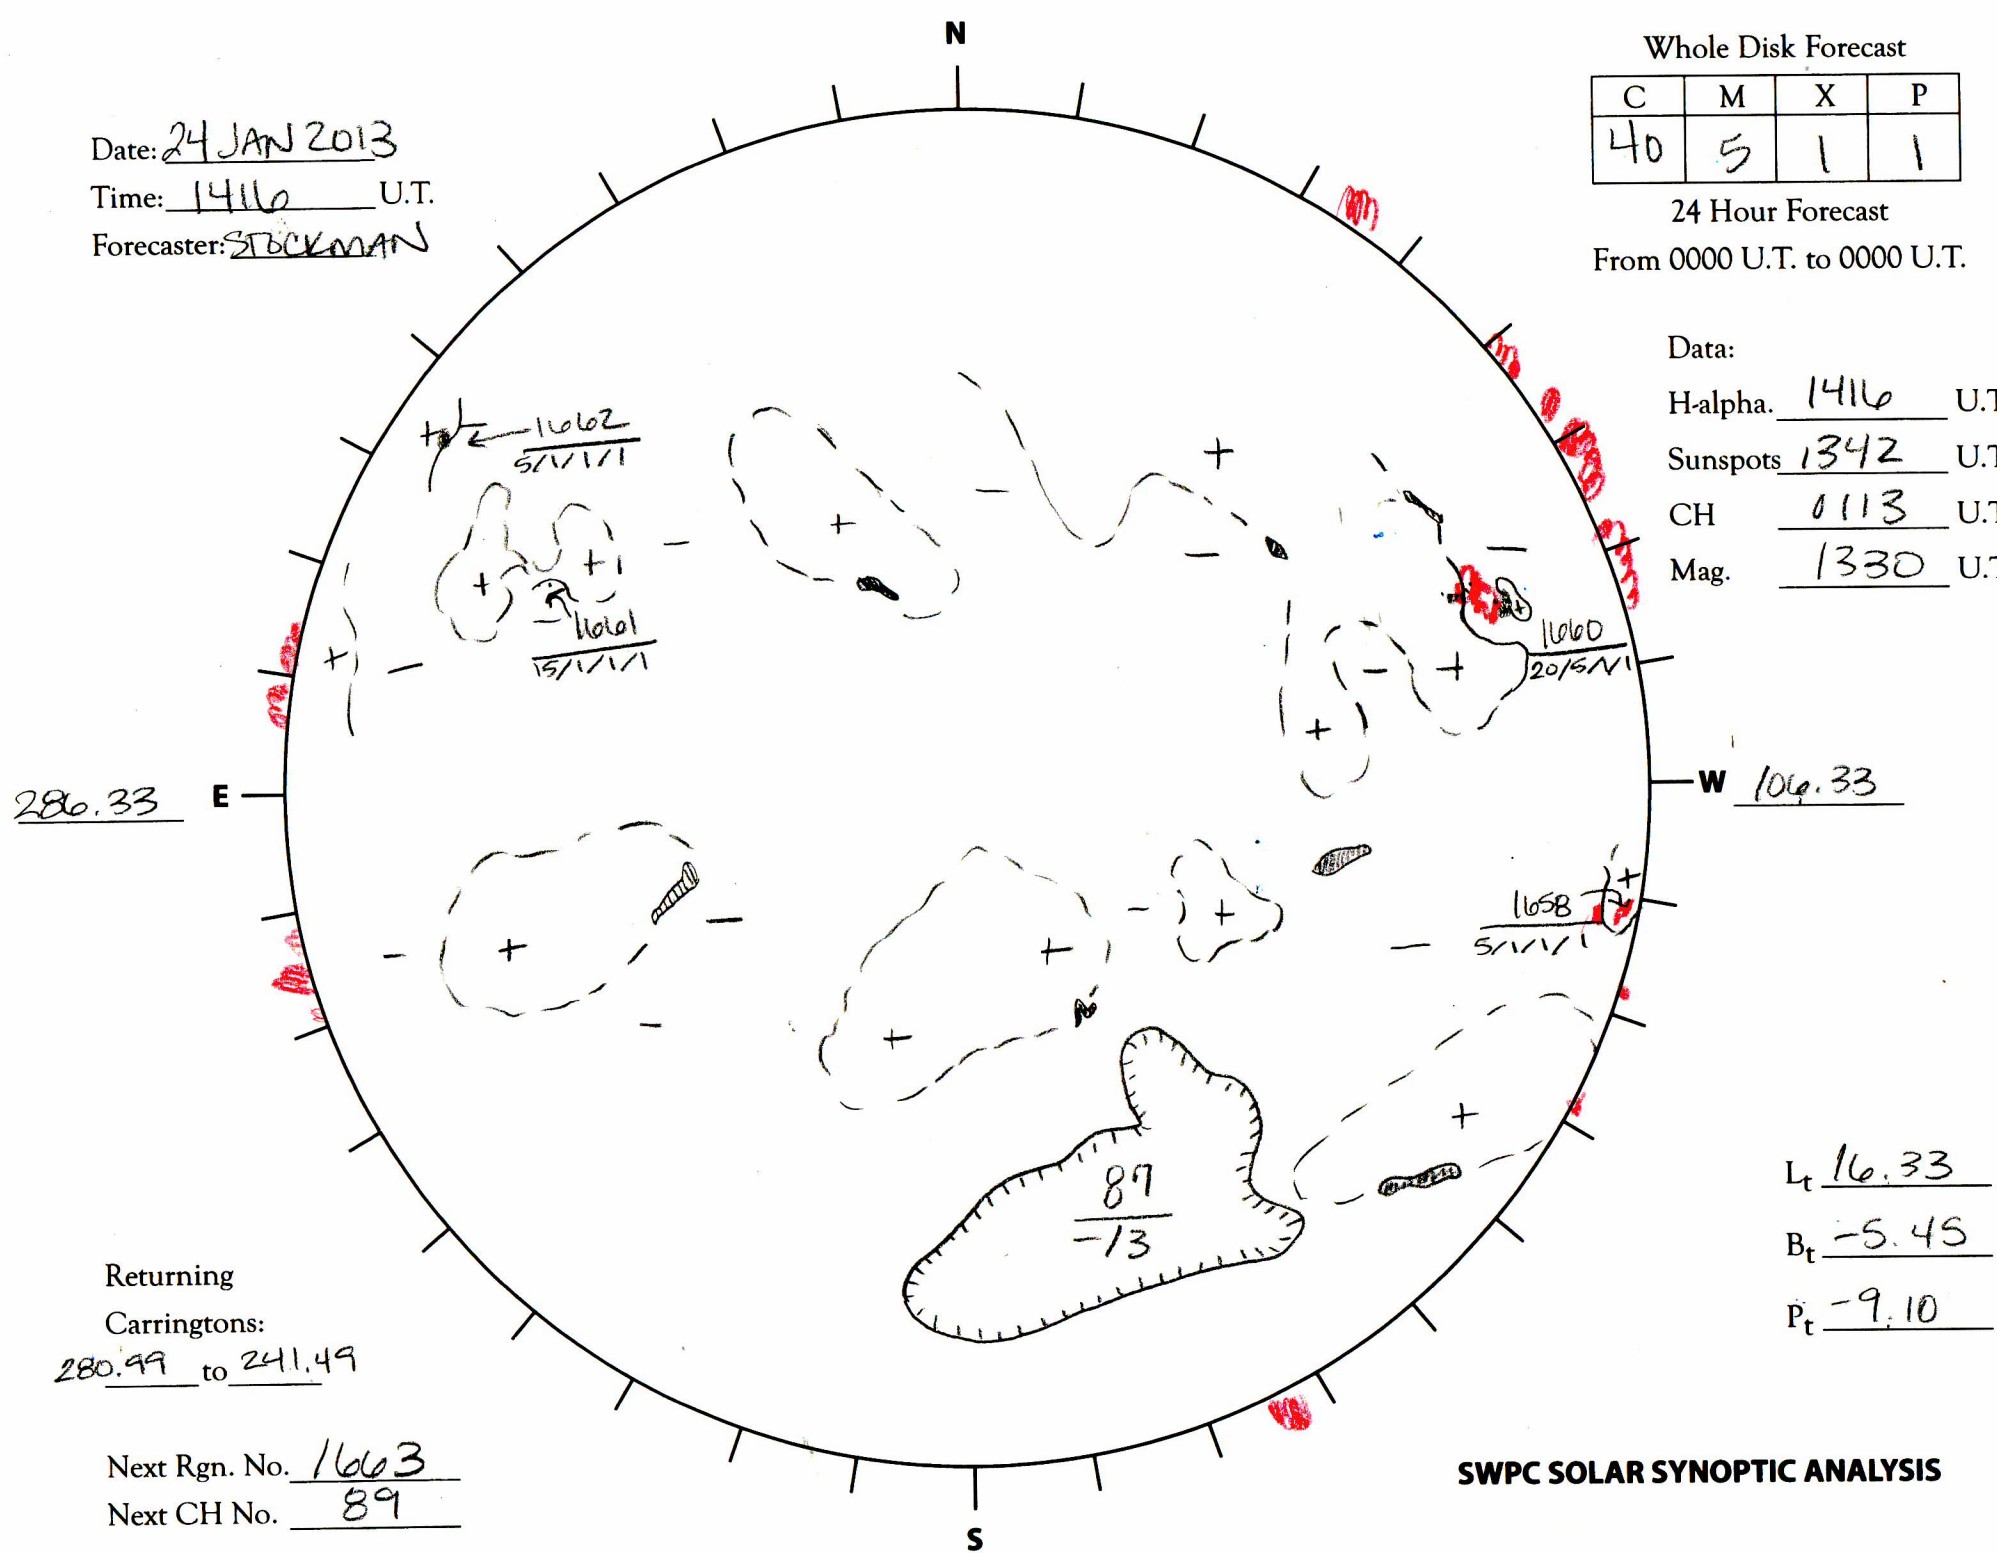 N
Whole Disk Forecast
C M X P
40 5 1 1
24 Hour Forecast
From 0000 U.T. to 0000 U.T.
Date: 24 JAN 2013
Time: 1416 U.T.
Forecaster: STOCKMAN
Data:
H-alpha. 1416 U.T
Sunspots 1342 U.T
CH 0113 U.T
Mag. 1330 U.T
1662
5/1/1/1
+
-
+
+
-
+
-
-
+
+
1661
15/1/1/1
+
1660
20/5/1/1
+
-
-
+
+
286.33 E
W 106.33
+
1658
5/1/1/1
-
+
-
+
-
+
-
-
+
-
+
87
-13
Lt 16.33
Bt -5.45
Pt -9.10
Returning
Carringtons:
280.99 to 241.49
Next Rgn. No. 1663
Next CH No. 89
SWPC SOLAR SYNOPTIC ANALYSIS
S